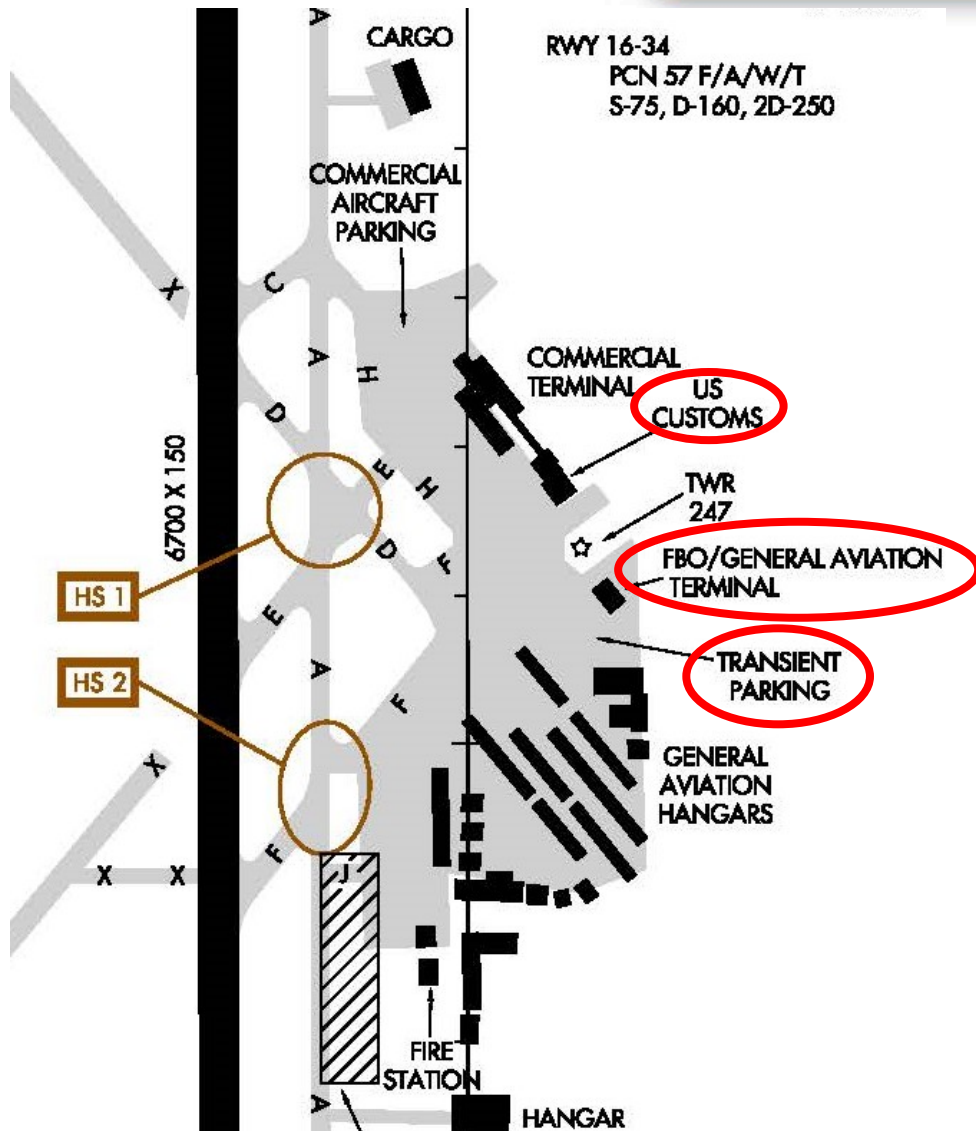 A
CARGO
RWY 16-34
PCN 57 F/A/W/T
S-75, D-160, 2D-250
COMMERCIAL
AIRCRAFT
PARKING
X
C
A
H
COMMERCIAL
TERMINAL
US
CUSTOMS
D
6700 X 150
E
H
TWR
247
D
F
FBO/GENERAL AVIATION
TERMINAL
HS 1
E
A
TRANSIENT
PARKING
HS 2
F
X
GENERAL
AVIATION
HANGARS
F
X
X
J
FIRE
STATION
A
HANGAR